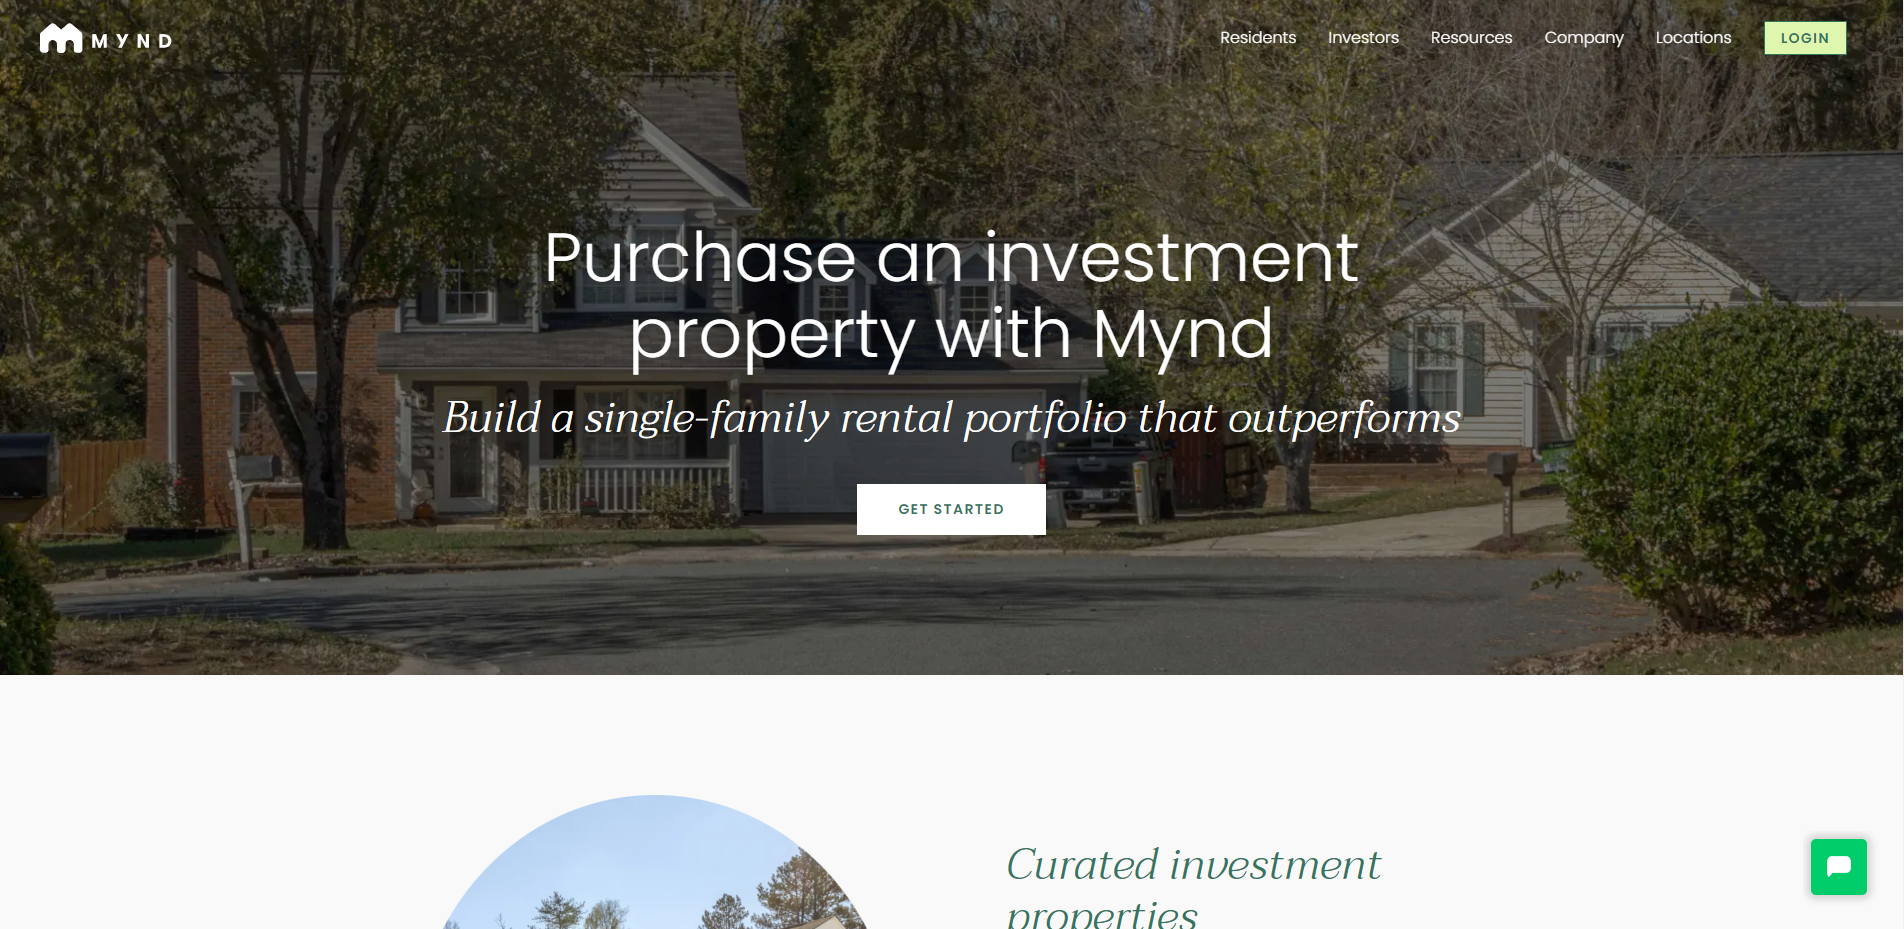 MYND
Residents
Investors
Resources
Company
Locations
LOGIN
Purchase an investment
property with Mynd
Build a single-family rental portfolio that outperforms
GET STARTED
Curated investment
properties